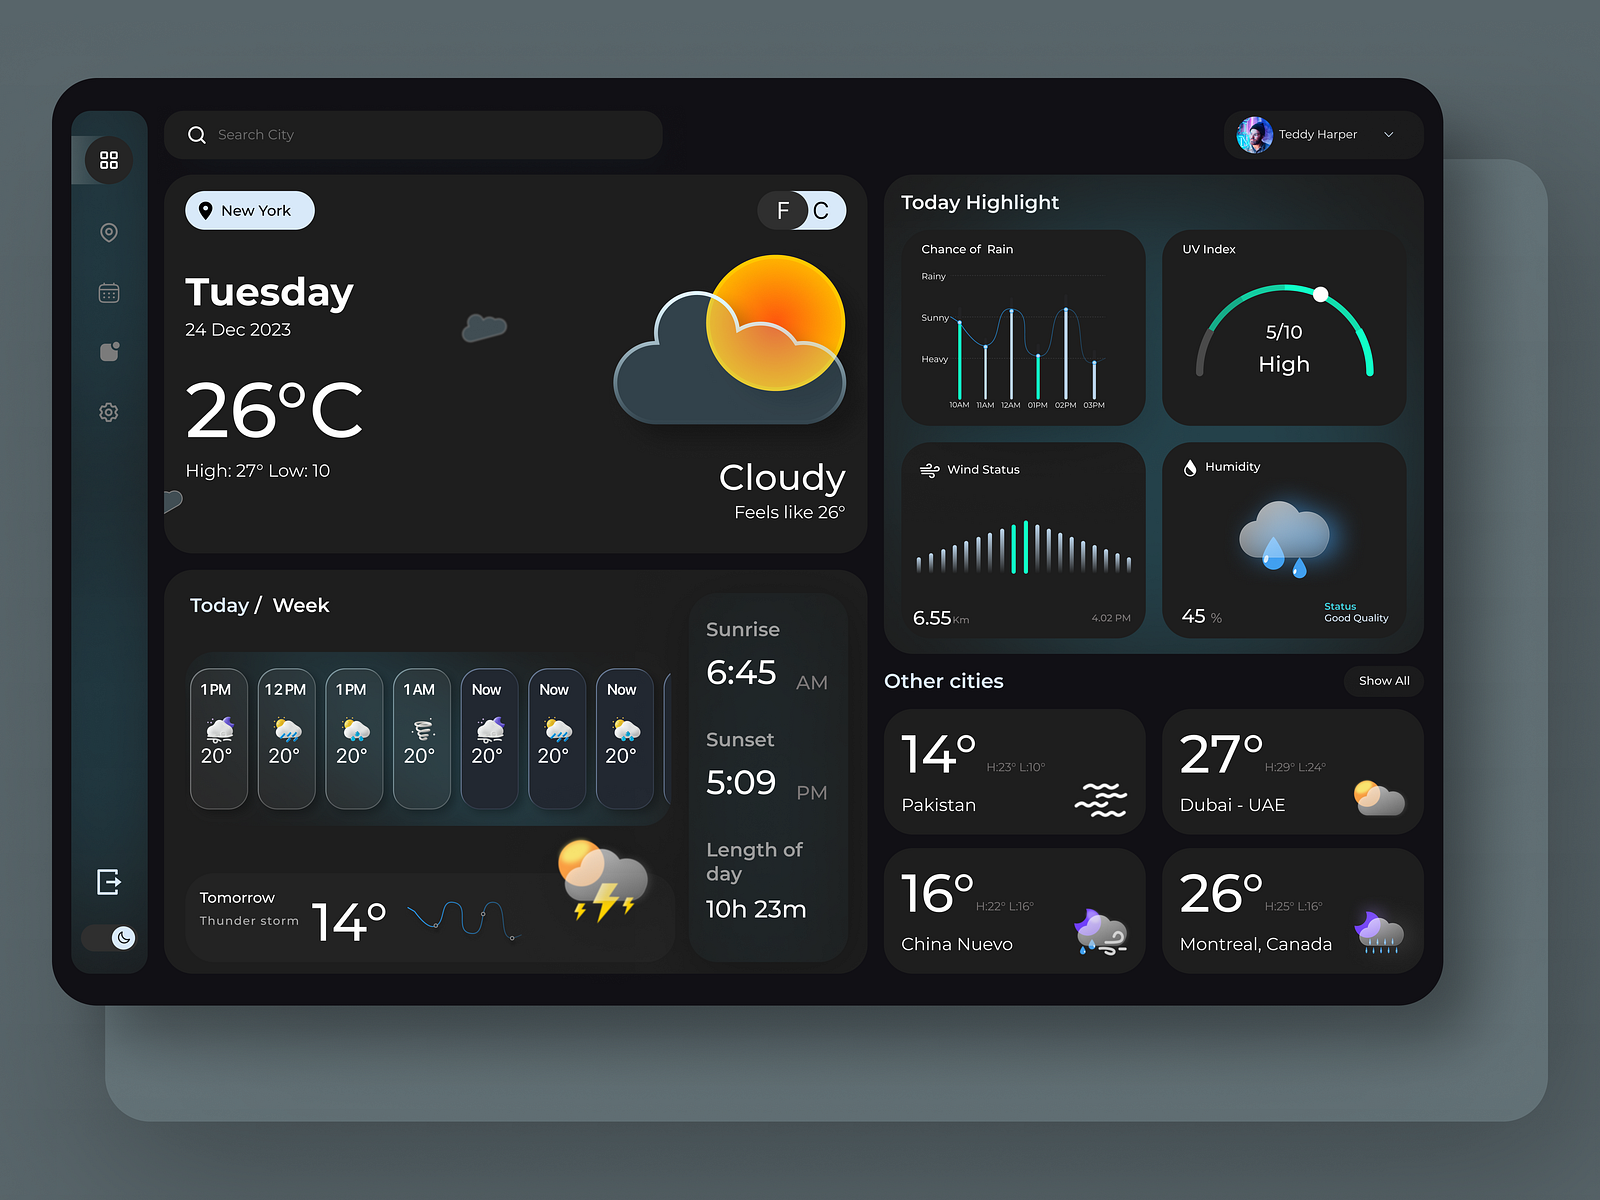 Search City
Teddy Harper
New York
F C
Tuesday
24 Dec 2023
26°C
High: 27° Low: 10
Cloudy
Feels like 26°
Today Highlight
Chance of Rain
Rainy
Sunny
Heavy
10AM 11AM 12AM 01PM 02PM 03PM
UV Index
5/10
High
Wind Status
6.55 Km
4.02 PM
Humidity
45 %
Status
Good Quality
Today / Week
1 PM
20°
12 PM
20°
1 PM
20°
1 AM
20°
Now
20°
Now
20°
Now
20°
Sunrise
6:45 AM
Sunset
5:09 PM
Length of
day
10h 23m
Tomorrow
Thunder storm
14°
Other cities
Show All
14°
H:23° L:10°
Pakistan
27°
H:29° L:24°
Dubai - UAE
16°
H:22° L:16°
China Nuevo
26°
H:25° L:16°
Montreal, Canada